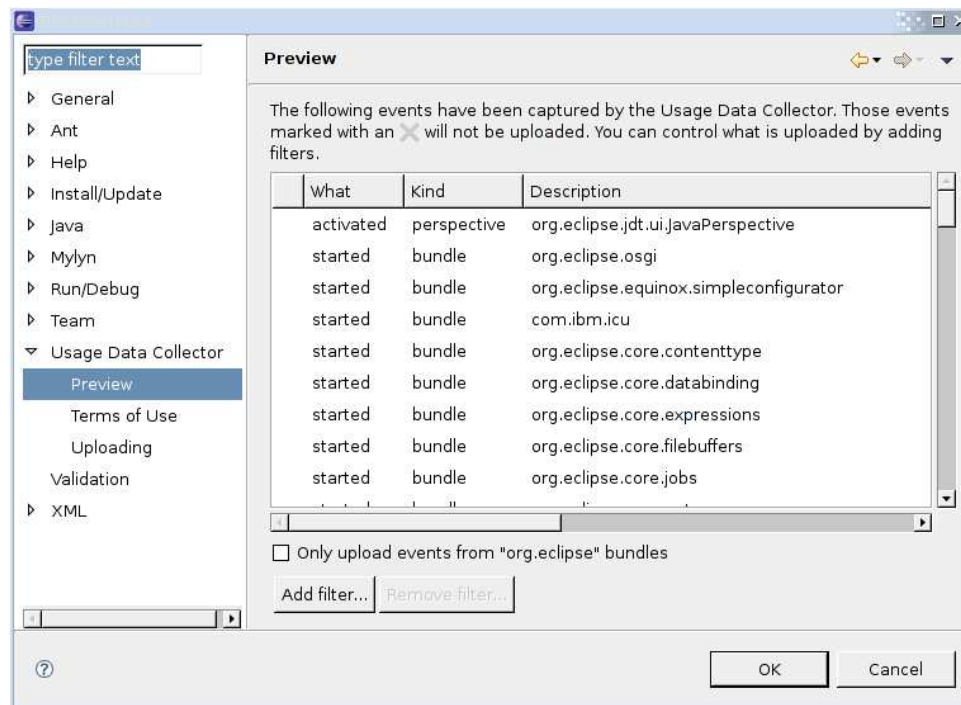 type filter text
General
Ant
Help
Install/Update
Java
Mylyn
Run/Debug
Team
Usage Data Collector
Preview
Terms of Use
Uploading
Validation
XML
Preview
The following events have been captured by the Usage Data Collector. Those events
marked with an will not be uploaded. You can control what is uploaded by adding
filters.
What Kind Description
activated perspective org.eclipse.jdt.ui.JavaPerspective
started bundle org.eclipse.osgi
started bundle org.eclipse.equinox.simpleconfigurator
started bundle com.ibm.icu
started bundle org.eclipse.core.contenttype
started bundle org.eclipse.core.databinding
started bundle org.eclipse.core.expressions
started bundle org.eclipse.core.filebuffers
started bundle org.eclipse.core.jobs
Only upload events from "org.eclipse" bundles
Add filter... Remove filter...
? OK Cancel